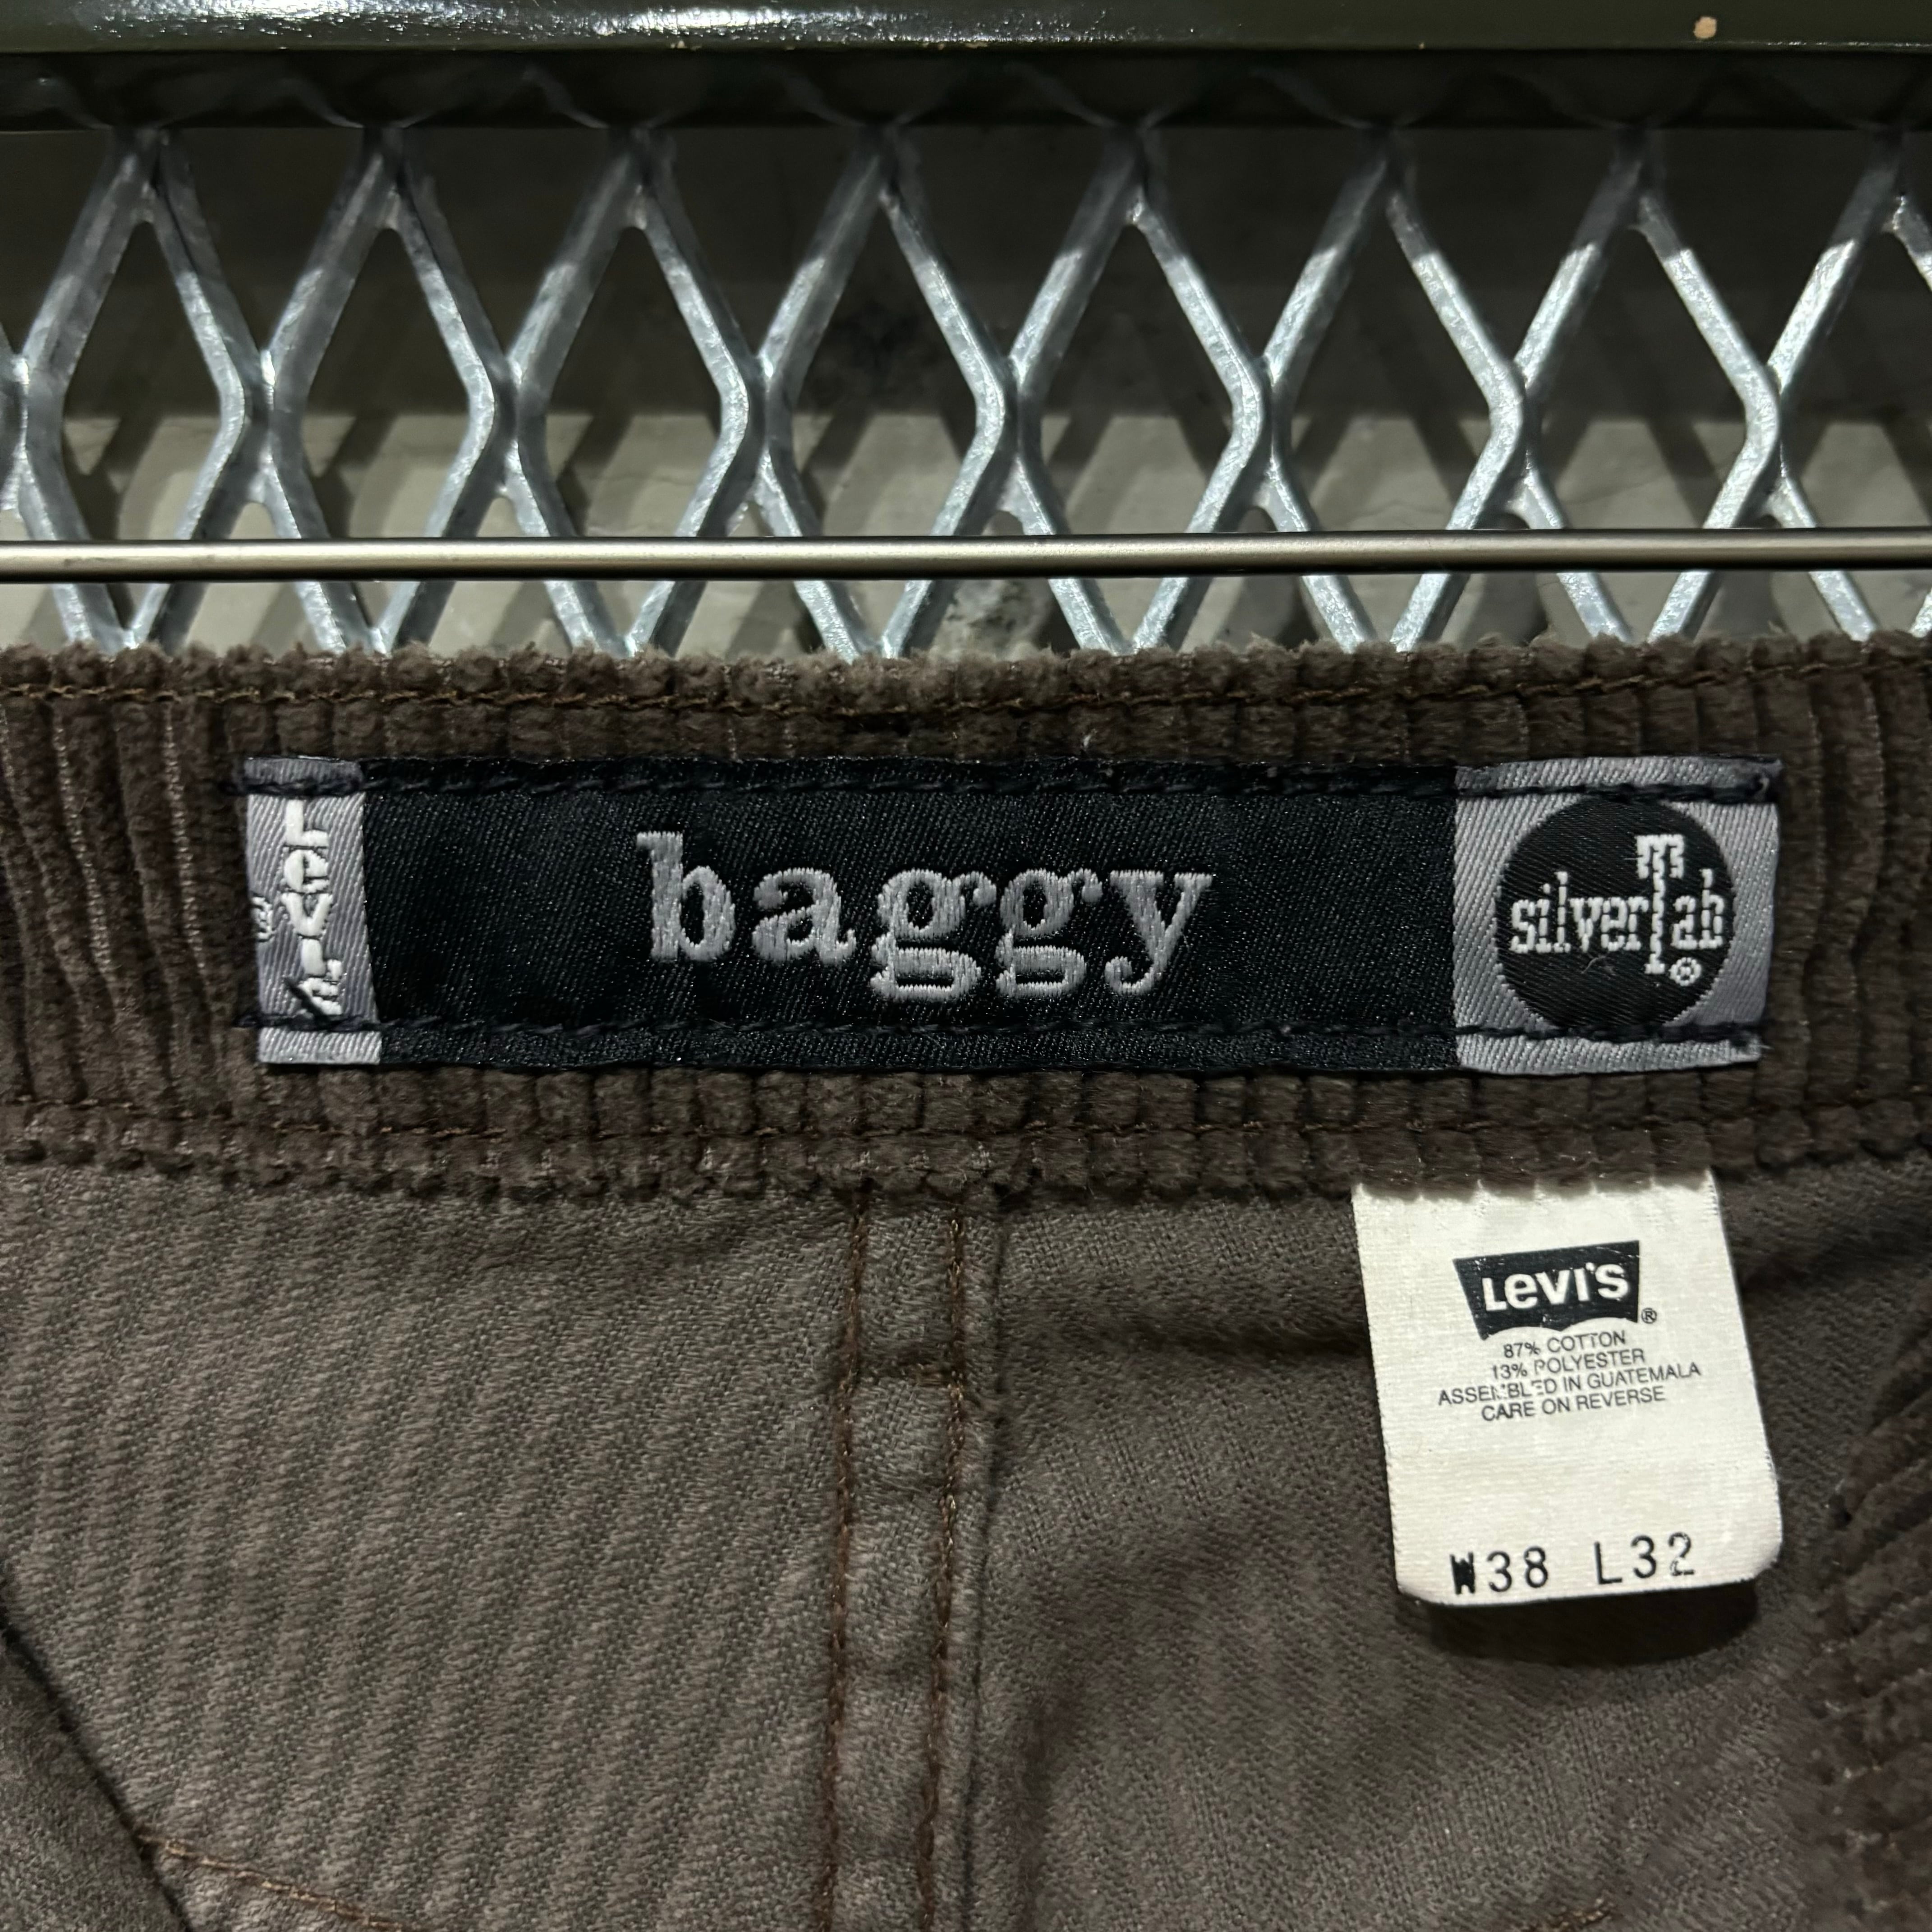 LEVI'S
®
baggy
silverTab
®
LEVI'S®
87% COTTON
13% POLYESTER
ASSEMBLED IN GUATEMALA
CARE ON REVERSE
W38 L32